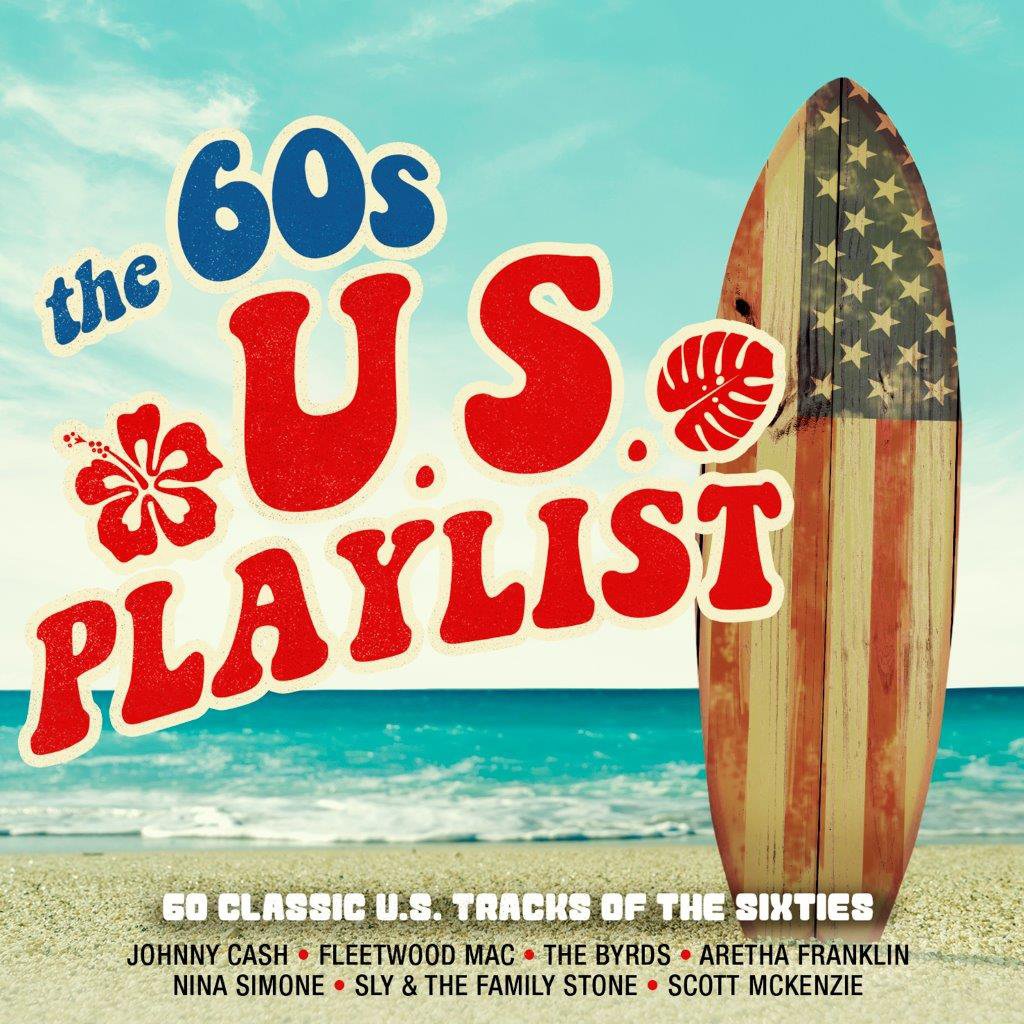 the 60s
U.S.
PLAYLIST
60 CLASSIC U.S. TRACKS OF THE SIXTIES
JOHNNY CASH • FLEETWOOD MAC • THE BYRDS • ARETHA FRANKLIN
NINA SIMONE • SLY & THE FAMILY STONE • SCOTT MCKENZIE